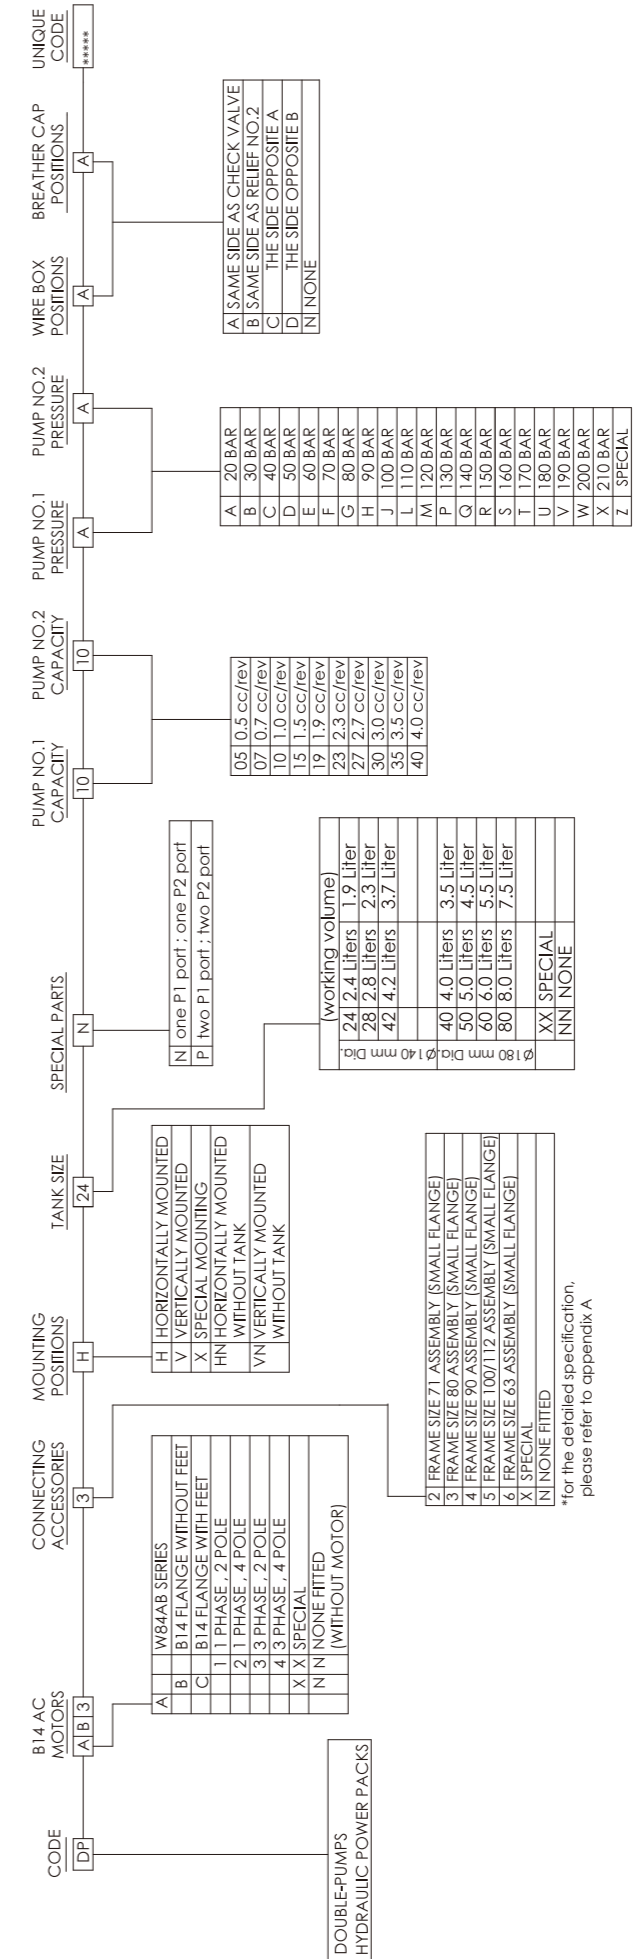 CODE
DP
DOUBLE-PUMPS
HYDRAULIC POWER PACKS
B14 AC
MOTORS
A B 3
A W84AB SERIES
B B14 FLANGE WITHOUT FEET
C B14 FLANGE WITH FEET
1 1 PHASE , 2 POLE
2 1 PHASE , 4 POLE
3 3 PHASE , 2 POLE
4 3 PHASE , 4 POLE
X X SPECIAL
N N NONE FITTED
(WITHOUT MOTOR)
CONNECTING
ACCESSORIES
3
2 FRAME SIZE 71 ASSEMBLY (SMALL FLANGE)
3 FRAME SIZE 80 ASSEMBLY (SMALL FLANGE)
4 FRAME SIZE 90 ASSEMBLY (SMALL FLANGE)
5 FRAME SIZE 100/112 ASSEMBLY (SMALL FLANGE)
6 FRAME SIZE 63 ASSEMBLY (SMALL FLANGE)
X SPECIAL
N NONE FITTED
*for the detailed specification,
please refer to appendix A
MOUNTING
POSITIONS
H
H HORIZONTALLY MOUNTED
V VERTICALLY MOUNTED
X SPECIAL MOUNTING
HN HORIZONTALLY MOUNTED
WITHOUT TANK
VN VERTICALLY MOUNTED
WITHOUT TANK
TANK SIZE
24
(working volume)
Ø140 mm Dia.
24 2.4 Liters 1.9 Liter
28 2.8 Liters 2.3 Liter
42 4.2 Liters 3.7 Liter
Ø180 mm Dia.
40 4.0 Liters 3.5 Liter
50 5.0 Liters 4.5 Liter
60 6.0 Liters 5.5 Liter
80 8.0 Liters 7.5 Liter
XX SPECIAL
NN NONE
SPECIAL PARTS
N
N one P1 port ; one P2 port
P two P1 port ; two P2 port
PUMP NO.1
CAPACITY
10
PUMP NO.2
CAPACITY
10
05 0.5 cc/rev
07 0.7 cc/rev
10 1.0 cc/rev
15 1.5 cc/rev
19 1.9 cc/rev
23 2.3 cc/rev
27 2.7 cc/rev
30 3.0 cc/rev
35 3.5 cc/rev
40 4.0 cc/rev
PUMP NO.1
PRESSURE
A
PUMP NO.2
PRESSURE
A
A 20 BAR
B 30 BAR
C 40 BAR
D 50 BAR
E 60 BAR
F 70 BAR
G 80 BAR
H 90 BAR
J 100 BAR
L 110 BAR
M 120 BAR
P 130 BAR
Q 140 BAR
R 150 BAR
S 160 BAR
T 170 BAR
U 180 BAR
V 190 BAR
W 200 BAR
X 210 BAR
Z SPECIAL
WIRE BOX
POSITIONS
A
BREATHER CAP
POSITIONS
A
A SAME SIDE AS CHECK VALVE
B SAME SIDE AS RELIEF NO.2
C THE SIDE OPPOSITE A
D THE SIDE OPPOSITE B
N NONE
UNIQUE
CODE
*****